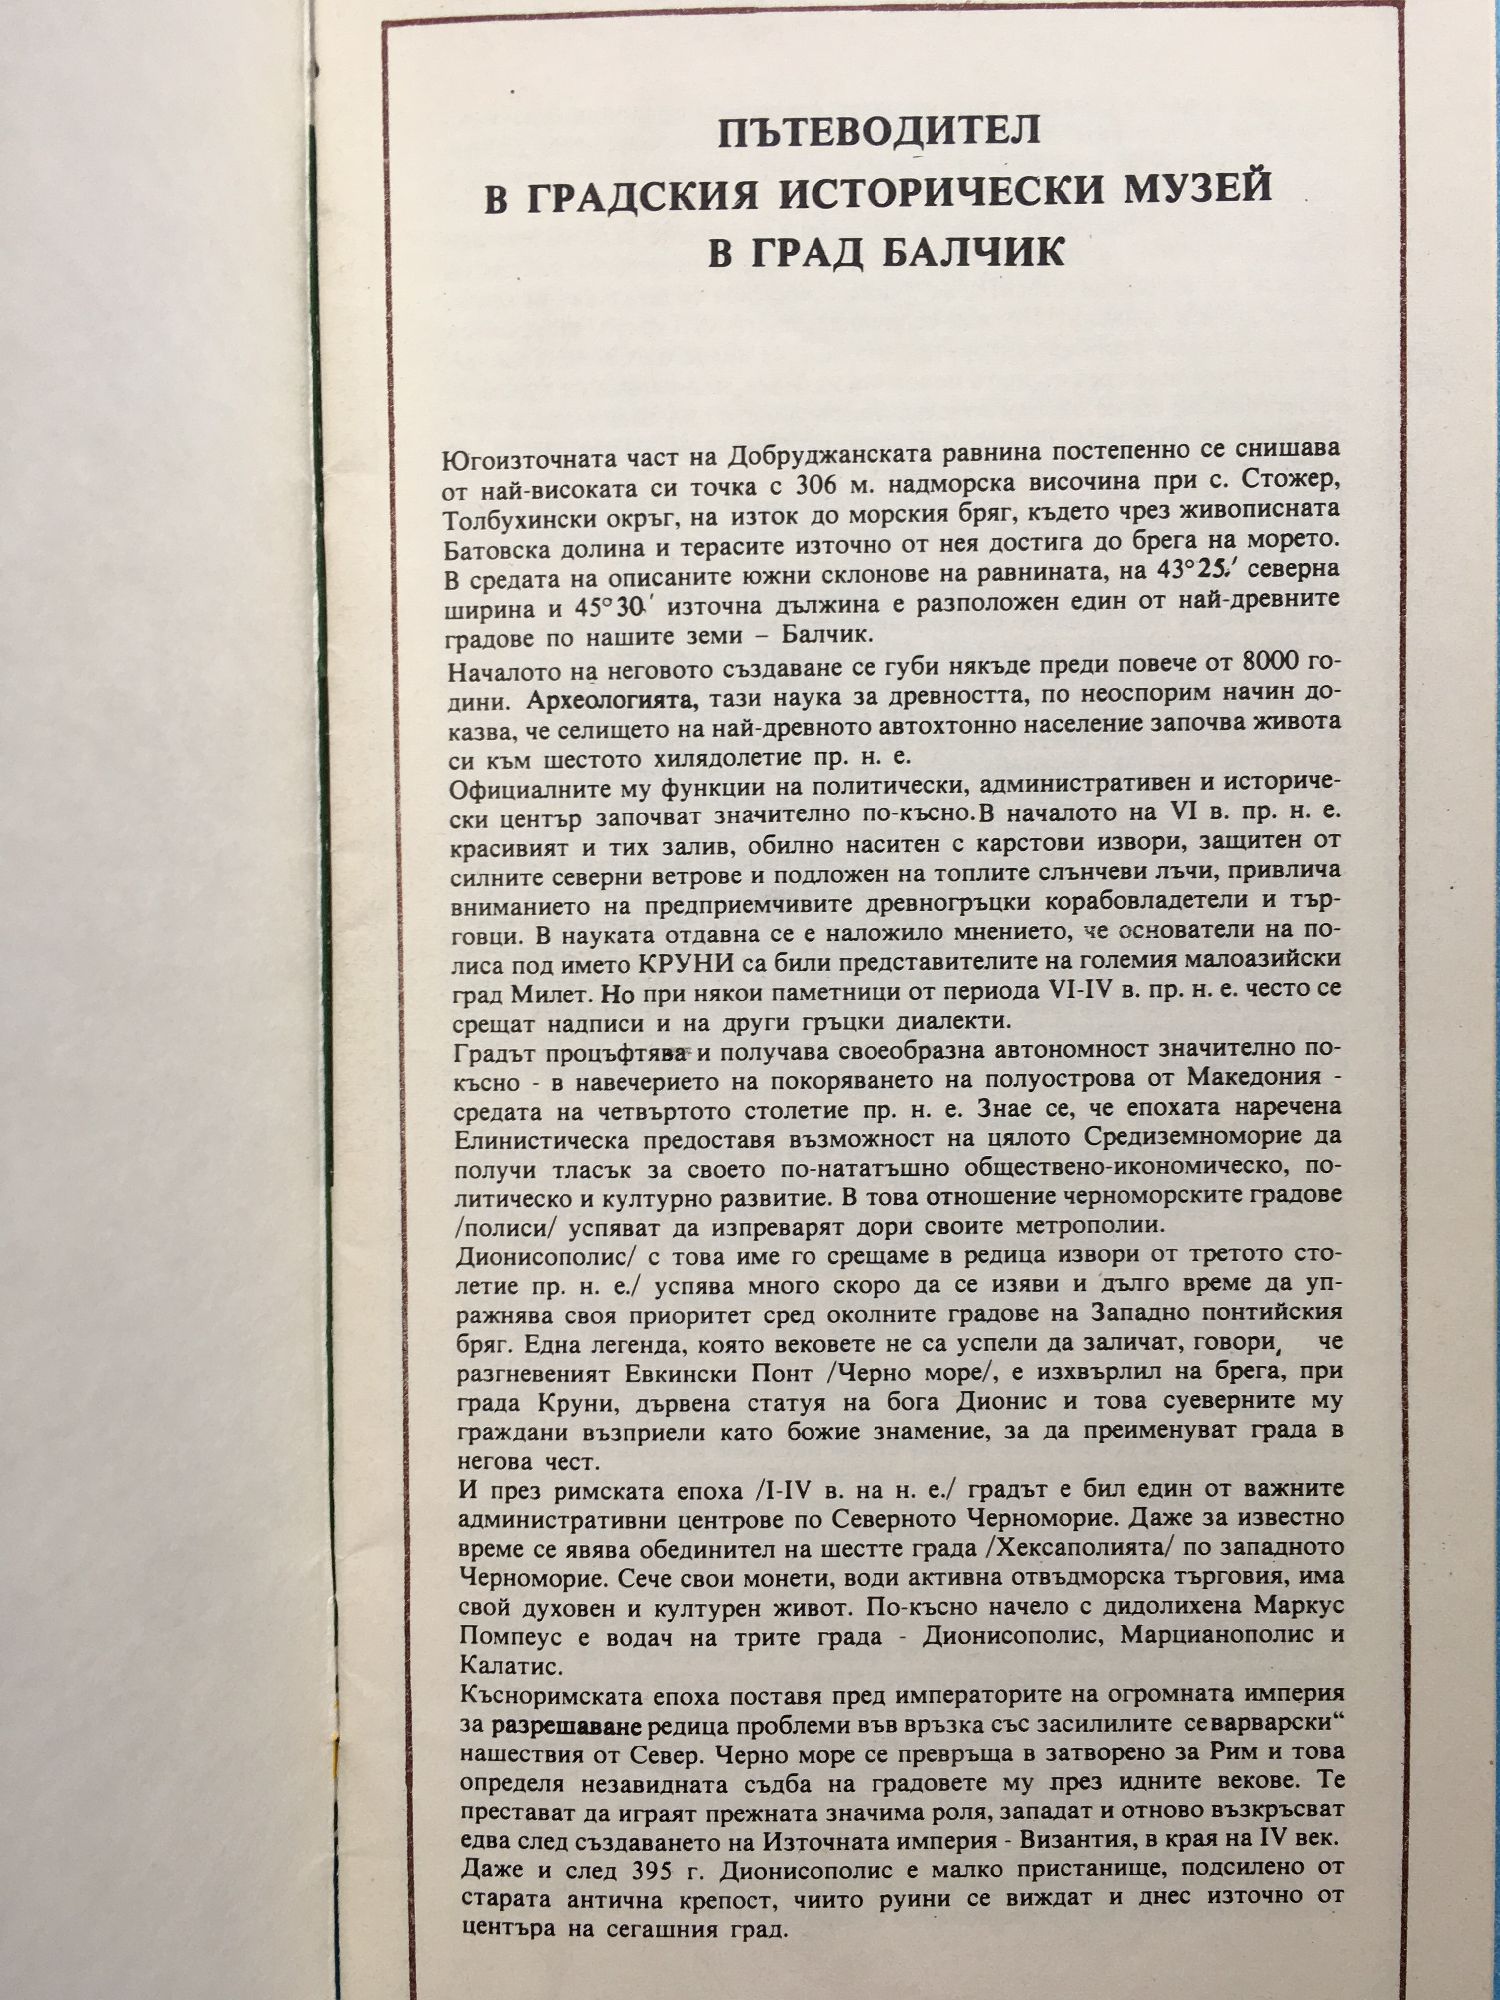 ПЪТЕВОДИТЕЛ
В ГРАДСКИЯ ИСТОРИЧЕСКИ МУЗЕЙ
В ГРАД БАЛЧИК
Югоизточната част на Добруджанската равнина постепенно се снишава
от най-високата си точка с 306 м. надморска височина при с. Стожер,
Толбухински окръг, на изток до морския бряг, където чрез живописната
Батовска долина и терасите източно от нея достига до брега на морето.
В средата на описаните южни склонове на равнината, на 43°25.′ северна
ширина и 45°30.′ източна дължина е разположен един от най-древните
градове по нашите земи – Балчик.
Началото на неговото създаване се губи някъде преди повече от 8000 го-
дини. Археологията, тази наука за древността, по неоспорим начин до-
казва, че селището на най-древното автохтонно население започва живота
си към шестото хилядолетие пр. н. е.
Официалните му функции на политически, административен и историче-
ски център започват значително по-късно. В началото на VI в. пр. н. е.
красивият и тих залив, обилно наситен с карстови извори, защитен от
силните северни ветрове и подложен на топлите слънчеви лъчи, привлича
вниманието на предприемчивите древногръцки корабовладетели и тър-
говци. В науката отдавна се е наложило мнението, че основатели на по-
лиса под името КРУНИ са били представителите на големия малоазийски
град Милет. Но при някои паметници от периода VI-IV в. пр. н. е. често се
срещат надписи и на други гръцки диалекти.
Градът процъфтява и получава своеобразна автономност значително по-
късно - в навечерието на покоряването на полуострова от Македония -
средата на четвъртото столетие пр. н. е. Знае се, че епохата наречена
Елинистическа предоставя възможност на цялото Средиземноморие да
получи тласък за своето по-нататъшно обществено-икономическо, по-
литическо и културно развитие. В това отношение черноморските градове
/полиси/ успяват да изпреварят дори своите метрополии.
Дионисополис/ с това име го срещаме в редица извори от третото сто-
летие пр. н. е./ успява много скоро да се изяви и дълго време да уп-
ражнява своя приоритет сред околните градове на Западно понтийския
бряг. Една легенда, която вековете не са успели да заличат, говори, че
разгневеният Евкински Понт /Черно море/, е изхвърлил на брега, при
града Круни, дървена статуя на бога Дионис и това суеверните му
граждани възприели като божие знамение, за да преименуват града в
негова чест.
И през римската епоха /I-IV в. на н. е./ градът е бил един от важните
административни центрове по Северното Черноморие. Даже за известно
време се явява обединител на шестте града /Хексаполията/ по западното
Черноморие. Сече свои монети, води активна отвъдморска търговия, има
свой духовен и културен живот. По-късно начело с дидолихена Маркус
Помпеус е водач на трите града - Дионисополис, Марцианополис и
Калатис.
Късноримската епоха поставя пред императорите на огромната империя
за разрешаване редица проблеми във връзка със засилилите се варварски“
нашествия от Север. Черно море се превръща в затворено за Рим и това
определя незавидната съдба на градовете му през идните векове. Те
престават да играят прежната значима роля, западат и отново възкръсват
едва след създаването на Източната империя - Византия, в края на IV век.
Даже и след 395 г. Дионисополис е малко пристанище, подсилено от
старата антична крепост, чиито руини се виждат и днес източно от
центъра на сегашния град.